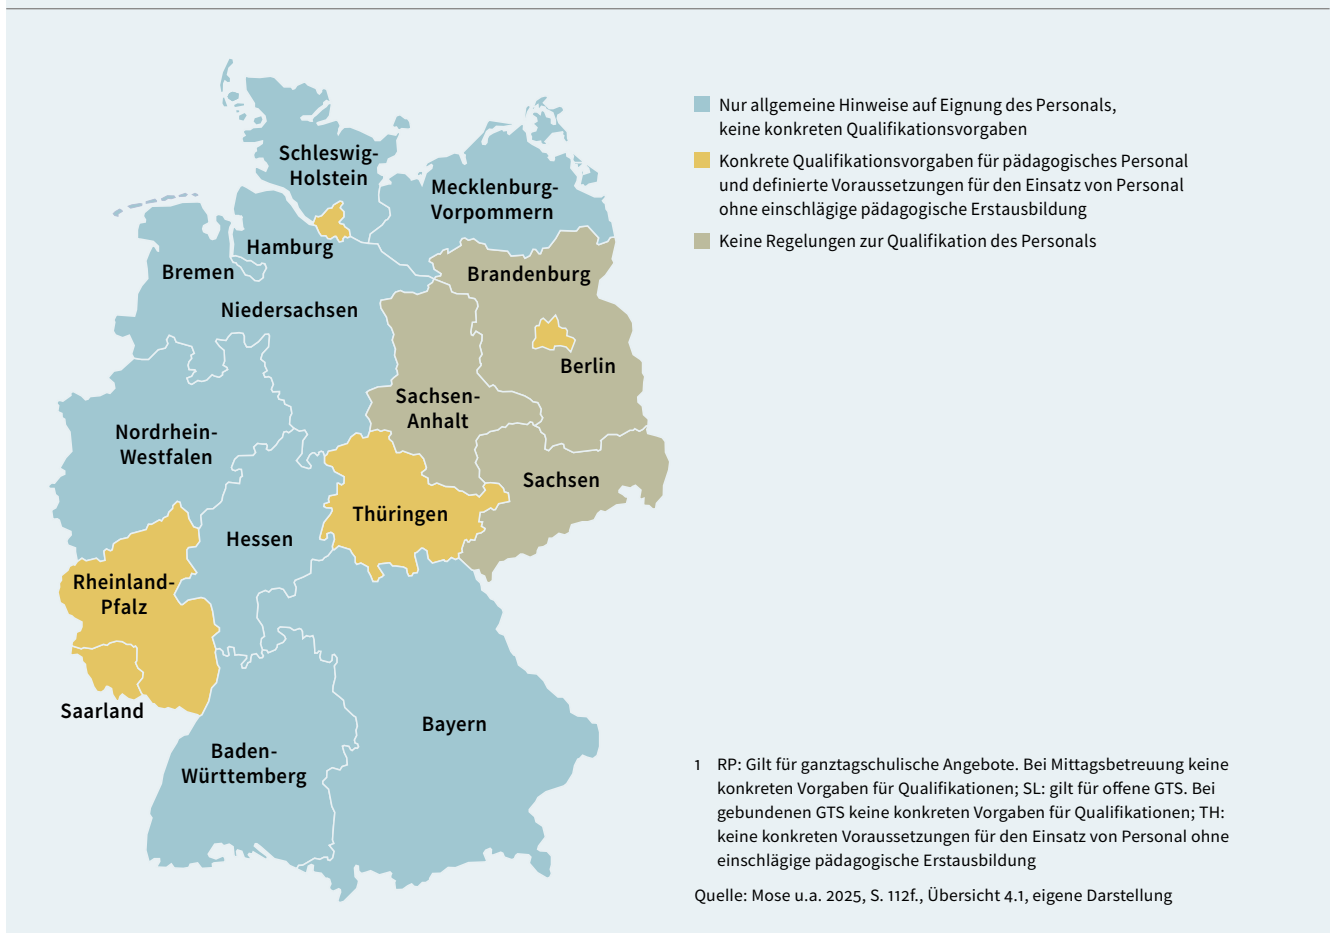 Nur allgemeine Hinweise auf Eignung des Personals,
keine konkreten Qualifikationsvorgaben
Konkrete Qualifikationsvorgaben für pädagogisches Personal
und definierte Voraussetzungen für den Einsatz von Personal
ohne einschlägige pädagogische Erstausbildung
Keine Regelungen zur Qualifikation des Personals
Schleswig-
Holstein
Mecklenburg-
Vorpommern
Hamburg
Bremen
Niedersachsen
Brandenburg
Berlin
Sachsen-
Anhalt
Nordrhein-
Westfalen
Sachsen
Thüringen
Hessen
Rheinland-
Pfalz
Saarland
Bayern
Baden-
Württemberg
1 RP: Gilt für ganztagschulische Angebote. Bei Mittagsbetreuung keine
konkreten Vorgaben für Qualifikationen; SL: gilt für offene GTS. Bei
gebundenen GTS keine konkreten Vorgaben für Qualifikationen; TH:
keine konkreten Voraussetzungen für den Einsatz von Personal ohne
einschlägige pädagogische Erstausbildung
Quelle: Mose u.a. 2025, S. 112f., Übersicht 4.1, eigene Darstellung